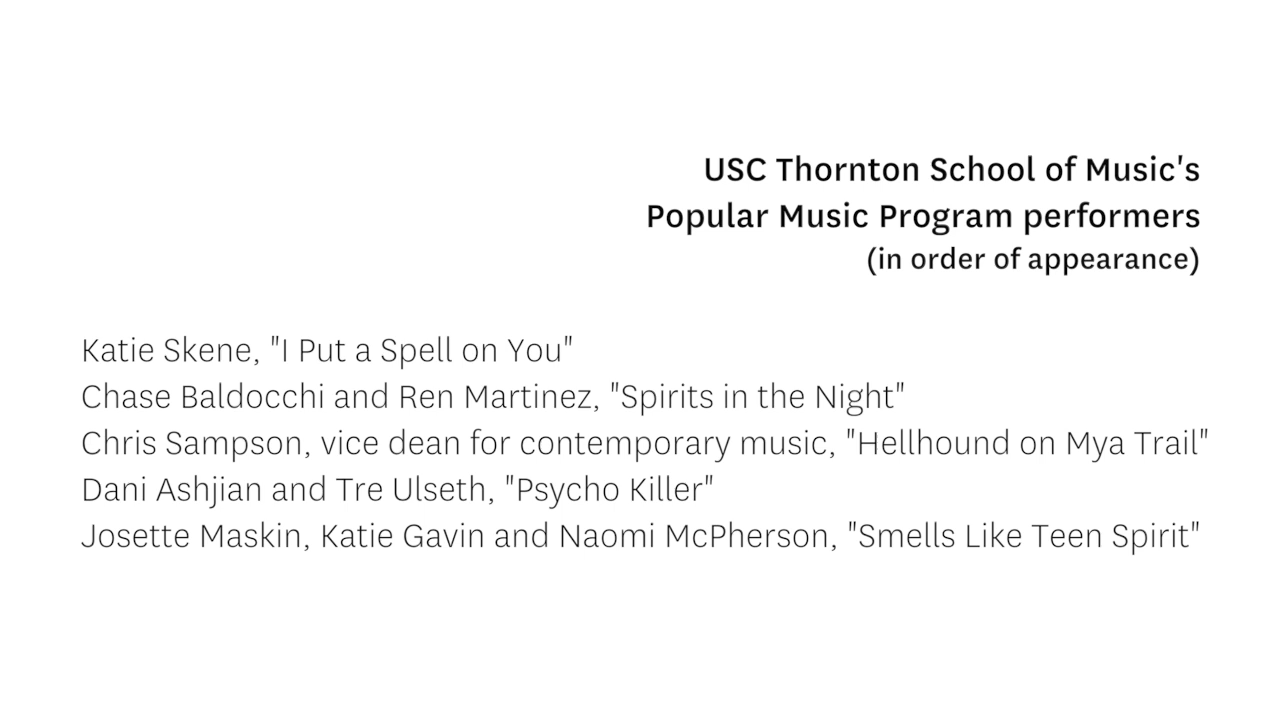 USC Thornton School of Music's
Popular Music Program performers
(in order of appearance)
Katie Skene, "I Put a Spell on You"
Chase Baldocchi and Ren Martinez, "Spirits in the Night"
Chris Sampson, vice dean for contemporary music, "Hellhound on Mya Trail"
Dani Ashjian and Tre Ulseth, "Psycho Killer"
Josette Maskin, Katie Gavin and Naomi McPherson, "Smells Like Teen Spirit"